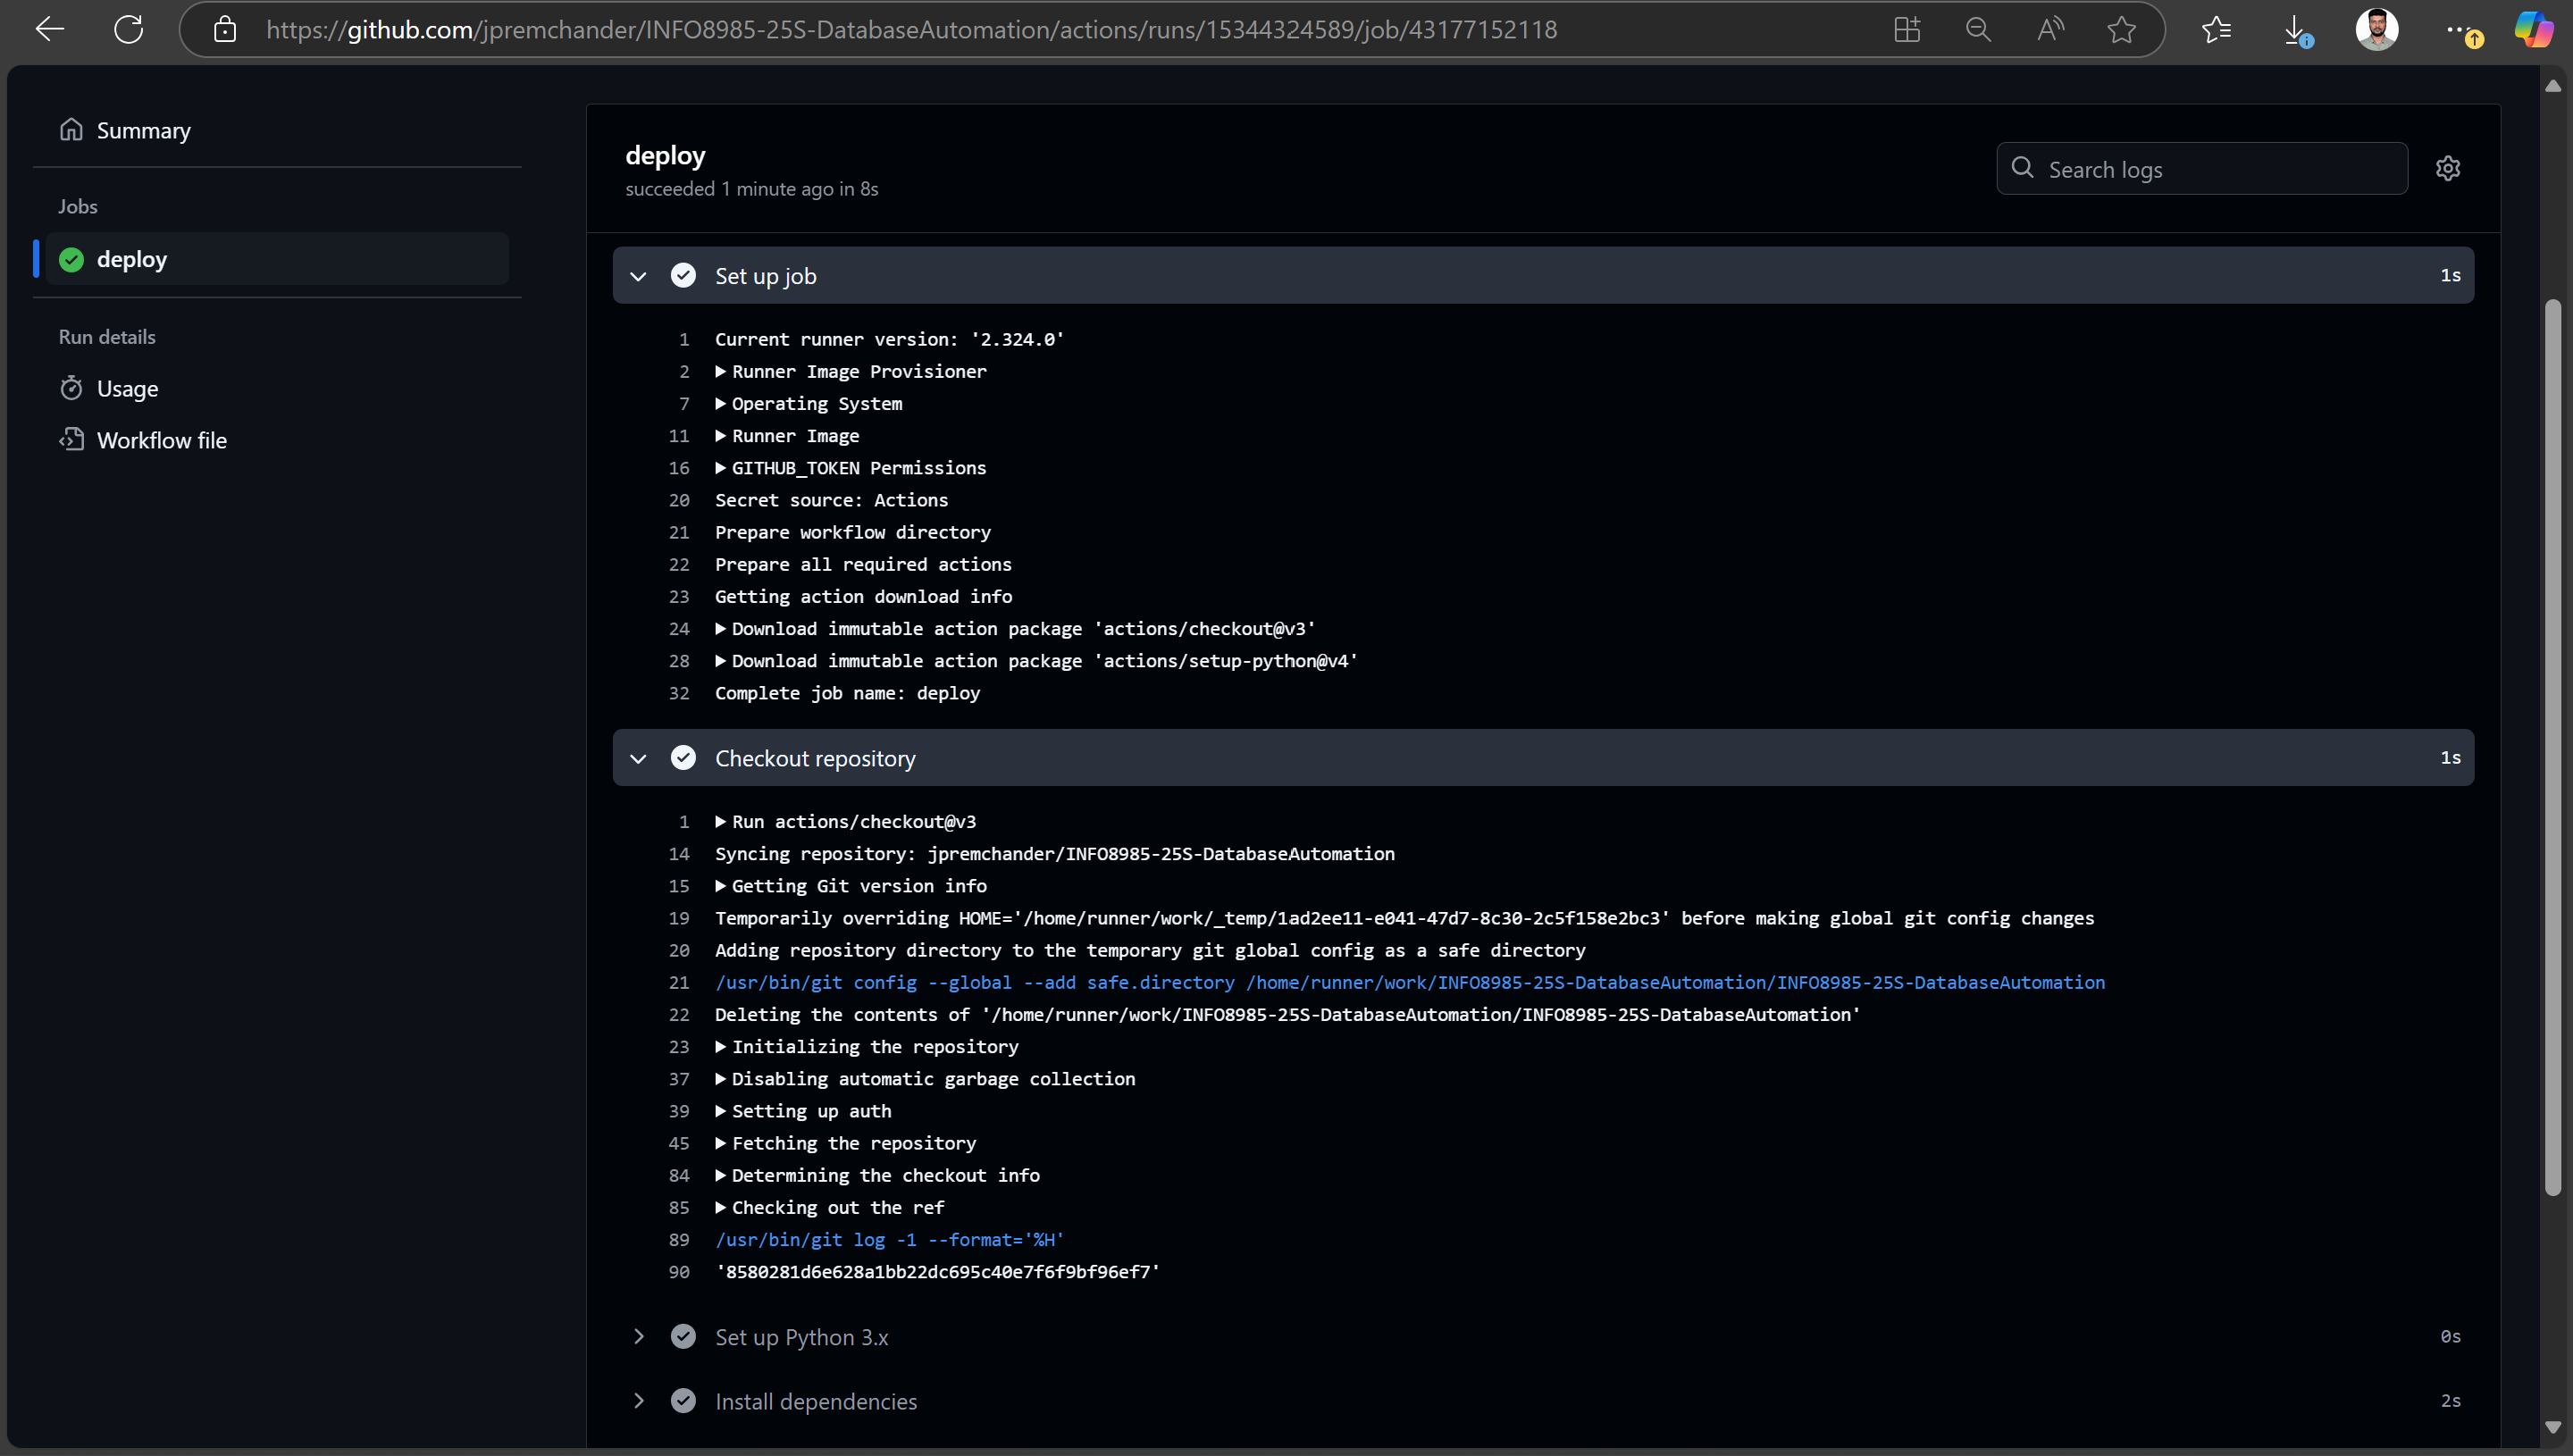 https://github.com/jpremchander/INFO8985-25S-DatabaseAutomation/actions/runs/15344324589/job/43177152118
Summary
Jobs
deploy
Run details
Usage
Workflow file
deploy
succeeded 1 minute ago in 8s
Search logs
Set up job 1s
1 Current runner version: '2.324.0'
2 Runner Image Provisioner
7 Operating System
11 Runner Image
16 GITHUB_TOKEN Permissions
20 Secret source: Actions
21 Prepare workflow directory
22 Prepare all required actions
23 Getting action download info
24 Download immutable action package 'actions/checkout@v3'
28 Download immutable action package 'actions/setup-python@v4'
32 Complete job name: deploy
Checkout repository 1s
1 Run actions/checkout@v3
14 Syncing repository: jpremchander/INFO8985-25S-DatabaseAutomation
15 Getting Git version info
19 Temporarily overriding HOME='/home/runner/work/_temp/1ad2ee11-e041-47d7-8c30-2c5f158e2bc3' before making global git config changes
20 Adding repository directory to the temporary git global config as a safe directory
21 /usr/bin/git config --global --add safe.directory /home/runner/work/INFO8985-25S-DatabaseAutomation/INFO8985-25S-DatabaseAutomation
22 Deleting the contents of '/home/runner/work/INFO8985-25S-DatabaseAutomation/INFO8985-25S-DatabaseAutomation'
23 Initializing the repository
37 Disabling automatic garbage collection
39 Setting up auth
45 Fetching the repository
84 Determining the checkout info
85 Checking out the ref
89 /usr/bin/git log -1 --format='%H'
90 '8580281d6e628a1bb22dc695c40e7f6f9bf96ef7'
Set up Python 3.x 0s
Install dependencies 2s